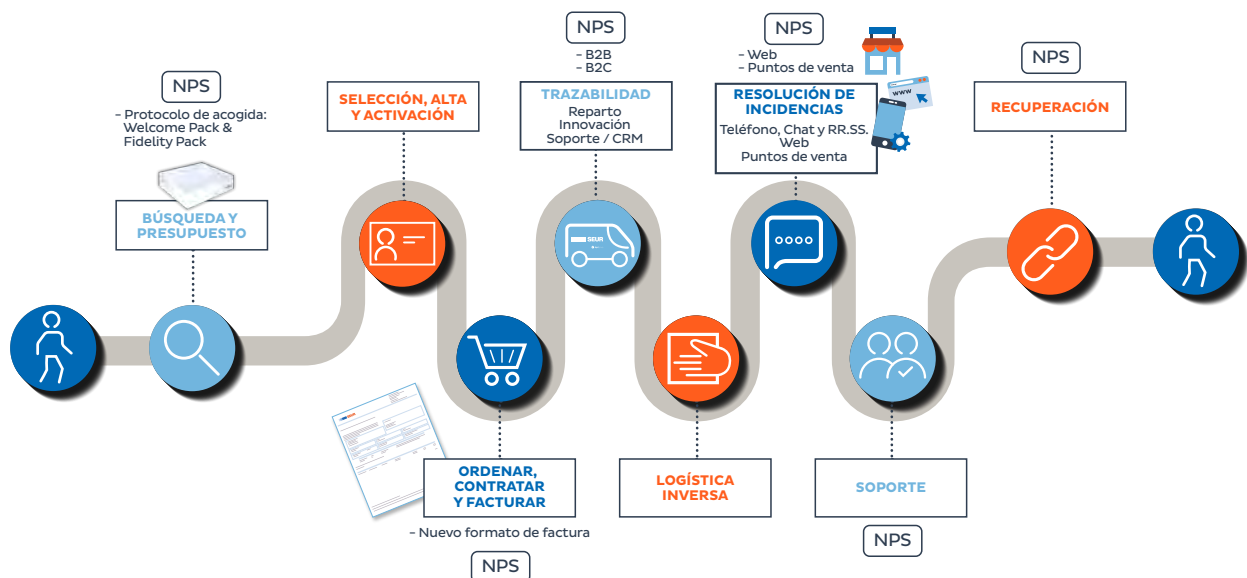 NPS
- Protocolo de acogida:
Welcome Pack &
Fidelity Pack
BÚSQUEDA Y
PRESUPUESTO
SELECCIÓN, ALTA
Y ACTIVACIÓN
ORDENAR,
CONTRATAR
Y FACTURAR
- Nuevo formato de factura
NPS
NPS
- B2B
- B2C
TRAZABILIDAD
Reparto
Innovación
Soporte / CRM
SEUR
LOGÍSTICA
INVERSA
NPS
- Web
- Puntos de venta
www
RESOLUCIÓN DE
INCIDENCIAS
Teléfono, Chat y RR.SS.
Web
Puntos de venta
SOPORTE
NPS
NPS
RECUPERACIÓN